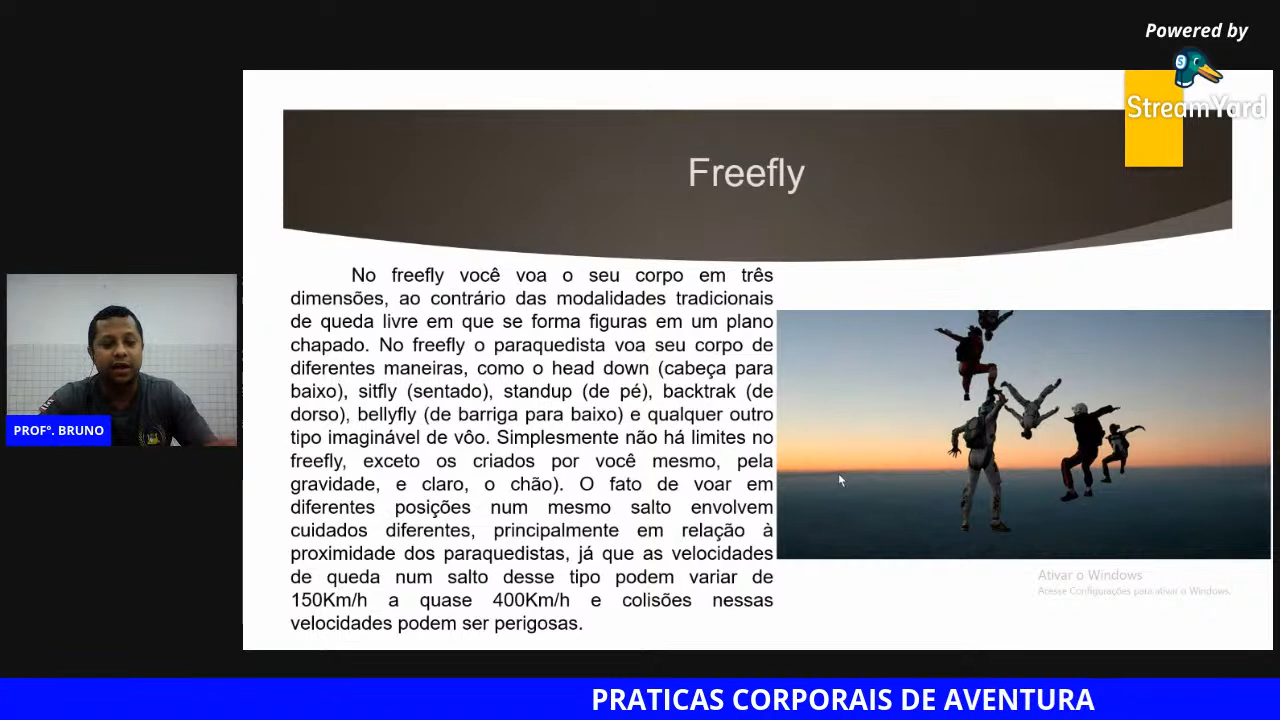 Powered by
StreamYard
Freefly
No freefly você voa o seu corpo em três
dimensões, ao contrário das modalidades tradicionais
de queda livre em que se forma figuras em um plano
chapado. No freefly o paraquedista voa seu corpo de
diferentes maneiras, como o head down (cabeça para
baixo), sitfly (sentado), standup (de pé), backtrak (de
dorso), bellyfly (de barriga para baixo) e qualquer outro
tipo imaginável de vôo. Simplesmente não há limites no
freefly, exceto os criados por você mesmo, pela
gravidade, e claro, o chão). O fato de voar em
diferentes posições num mesmo salto envolvem
cuidados diferentes, principalmente em relação à
proximidade dos paraquedistas, já que as velocidades
de queda num salto desse tipo podem variar de
150Km/h a quase 400Km/h e colisões nessas
velocidades podem ser perigosas.
PROFº. BRUNO
Ativar o Windows
Acesse Configurações para ativar o Windows.
PRATICAS CORPORAIS DE AVENTURA